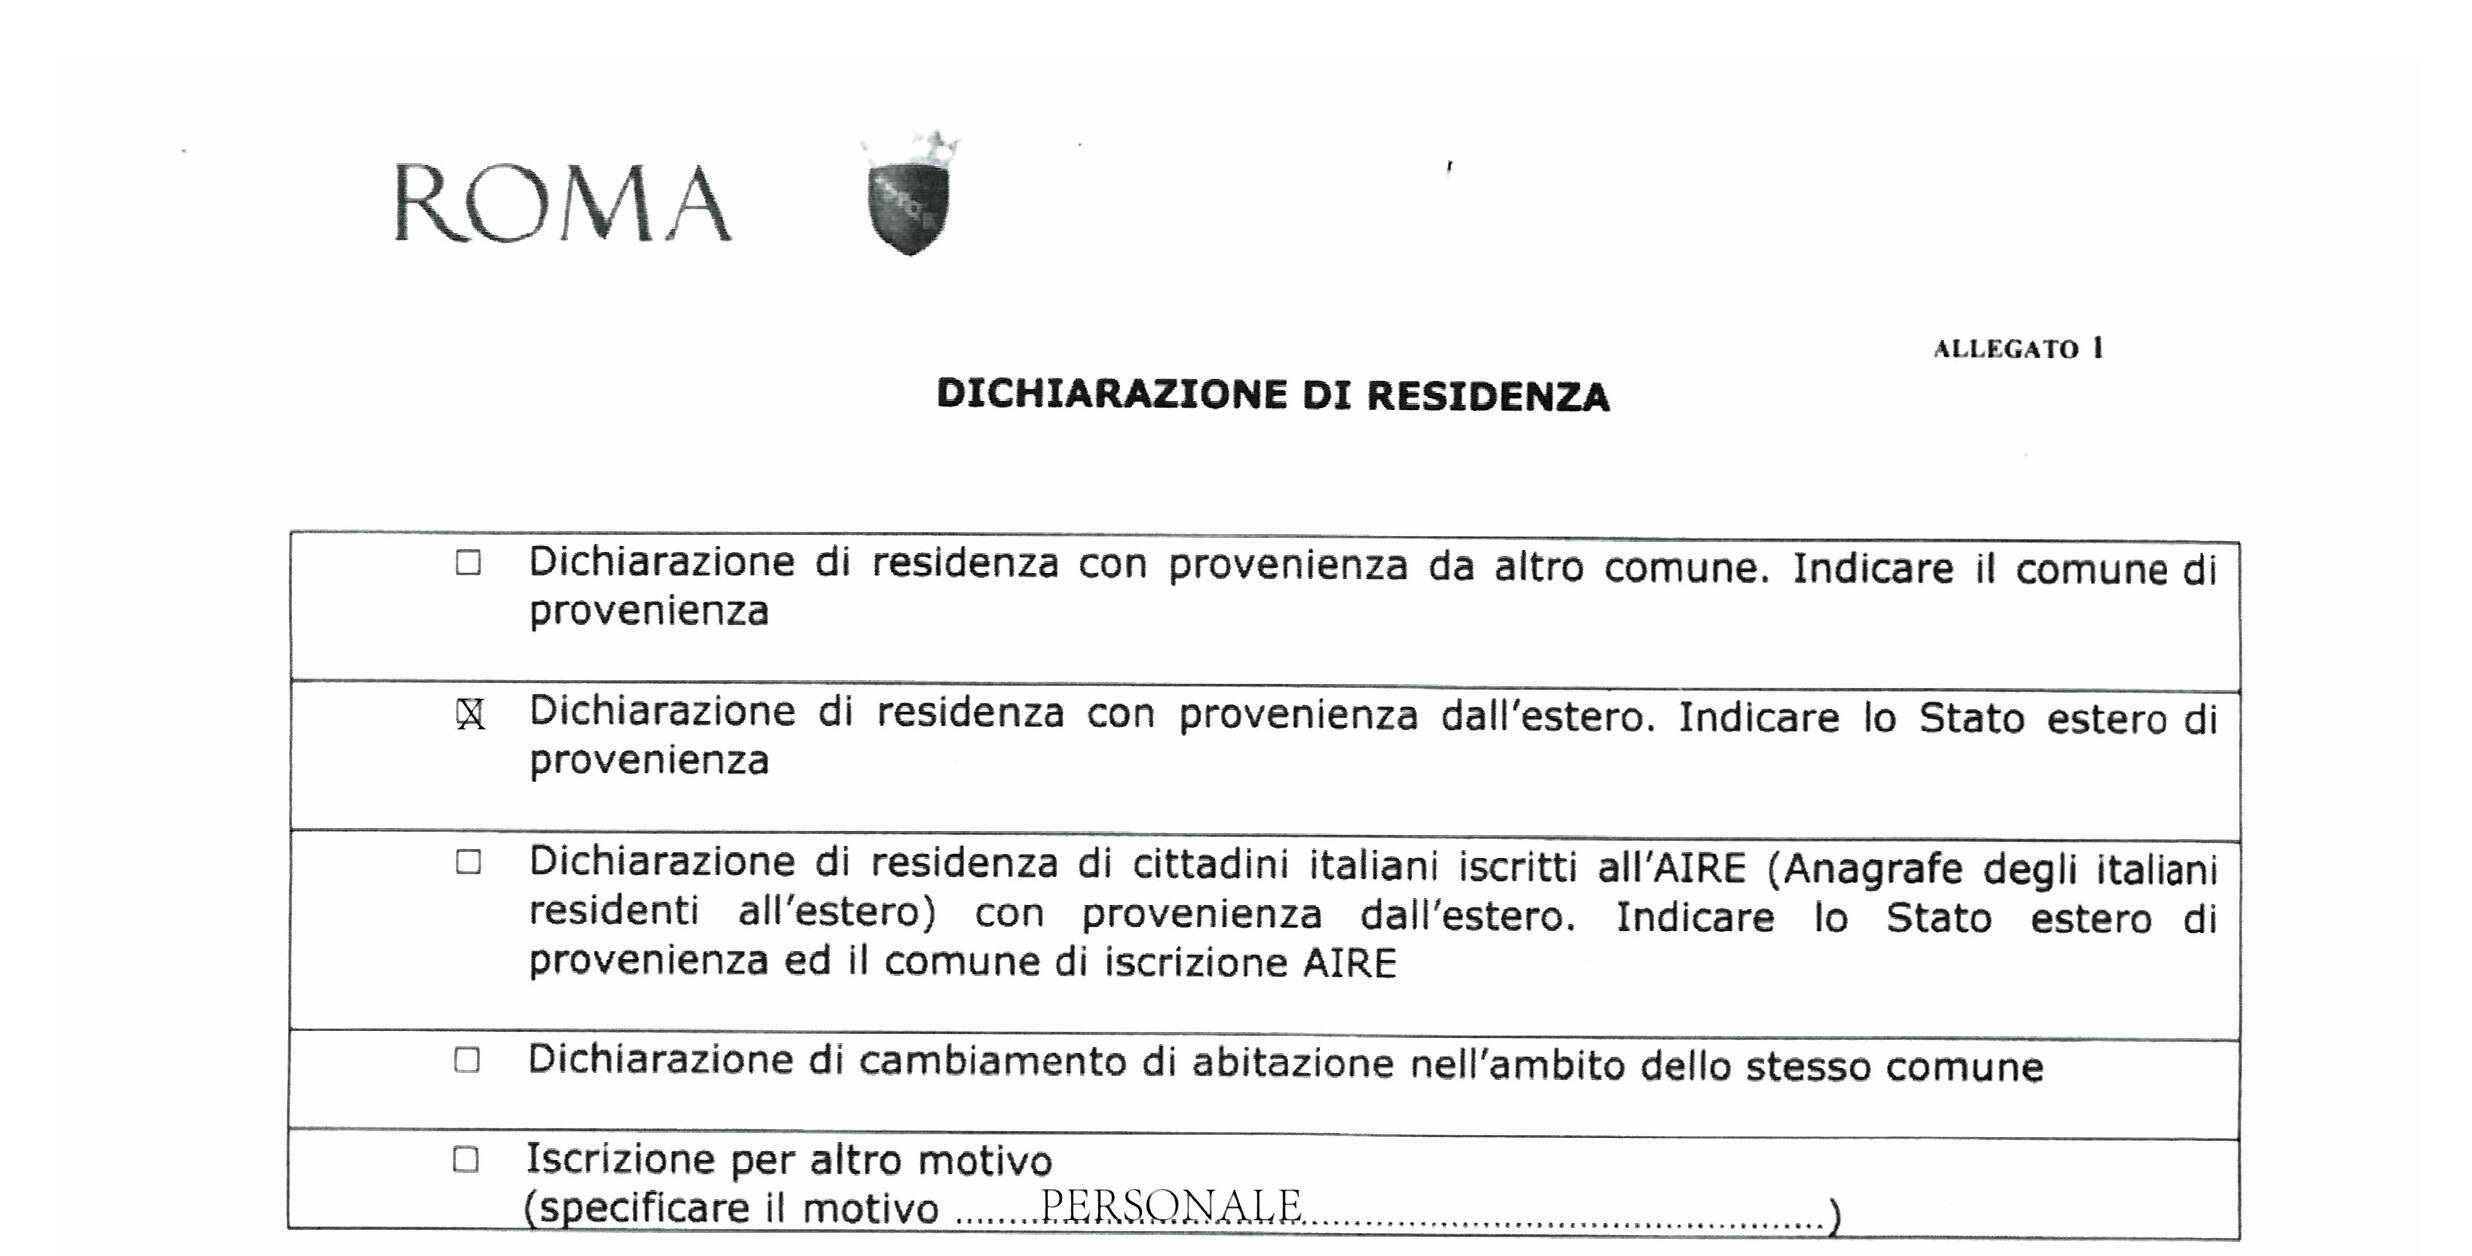 ROMA
SPQR
ALLEGATO 1
DICHIARAZIONE DI RESIDENZA
☐ Dichiarazione di residenza con provenienza da altro comune. Indicare il comune di
provenienza
☒ Dichiarazione di residenza con provenienza dall'estero. Indicare lo Stato estero di
provenienza
☐ Dichiarazione di residenza di cittadini italiani iscritti all'AIRE (Anagrafe degli italiani
residenti all'estero) con provenienza dall'estero. Indicare lo Stato estero di
provenienza ed il comune di iscrizione AIRE
☐ Dichiarazione di cambiamento di abitazione nell'ambito dello stesso comune
☐ Iscrizione per altro motivo
(specificare il motivo ........PERSONALE....................................................)